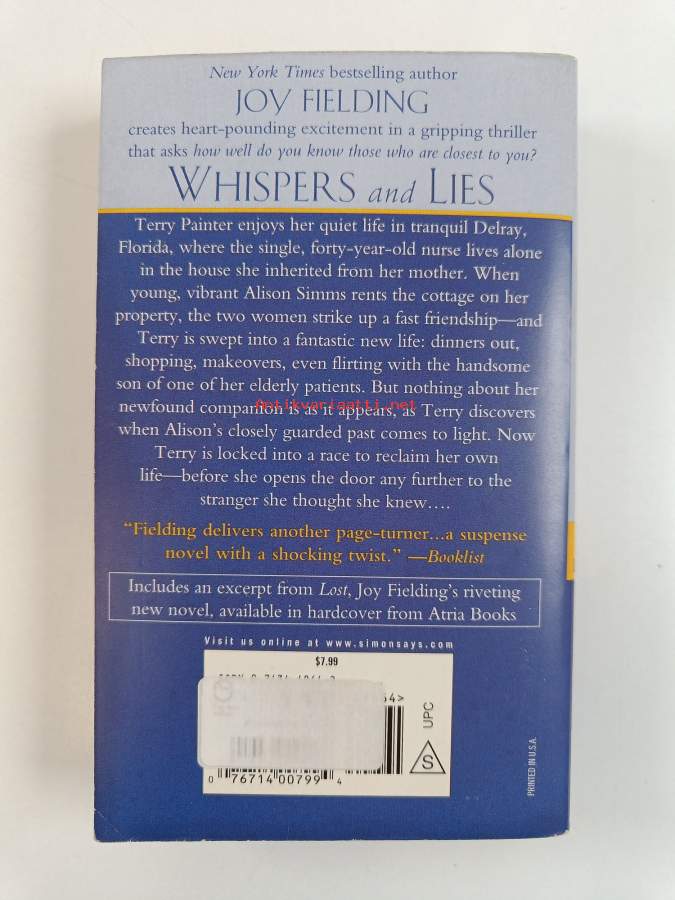 New York Times bestselling author
JOY FIELDING
creates heart-pounding excitement in a gripping thriller
that asks how well do you know those who are closest to you?
WHISPERS and LIES
Terry Painter enjoys her quiet life in tranquil Delray,
Florida, where the single, forty-year-old nurse lives alone
in the house she inherited from her mother. When
young, vibrant Alison Simms rents the cottage on her
property, the two women strike up a fast friendship—and
Terry is swept into a fantastic new life: dinners out,
shopping, makeovers, even flirting with the handsome
son of one of her elderly patients. But nothing about her
newfound companion is as it appears, as Terry discovers
Antikvariaatti.net
when Alison's closely guarded past comes to light. Now
Terry is locked into a race to reclaim her own
life—before she opens the door any further to the
stranger she thought she knew....
"Fielding delivers another page-turner...a suspense
novel with a shocking twist." —Booklist
Includes an excerpt from Lost, Joy Fielding's riveting
new novel, available in hardcover from Atria Books
Visit us online at www.simonsays.com
$7.99
UPC
S
0 76714 00799 4
PRINTED IN U.S.A.